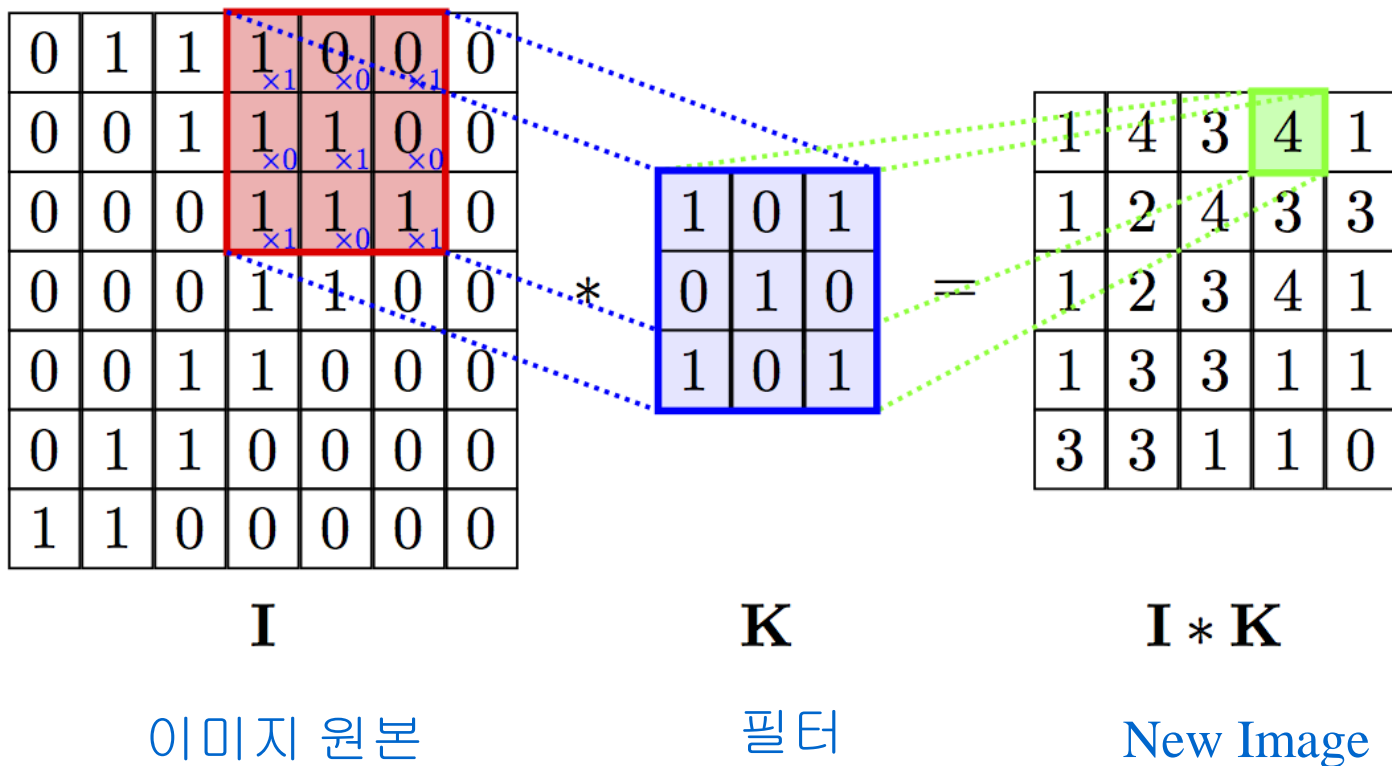 0 1 1 1 0 0 0
×1 ×0 ×1
0 0 1 1 1 0 0
×0 ×1 ×0
0 0 0 1 1 1 0
×1 ×0 ×1
0 0 0 1 1 0 0
0 0 1 1 0 0 0
0 1 1 0 0 0 0
1 1 0 0 0 0 0
I
이미지 원본
*
1 0 1
0 1 0
1 0 1
K
필터
=
1 4 3 4 1
1 2 4 3 3
1 2 3 4 1
1 3 3 1 1
3 3 1 1 0
I * K
New Image